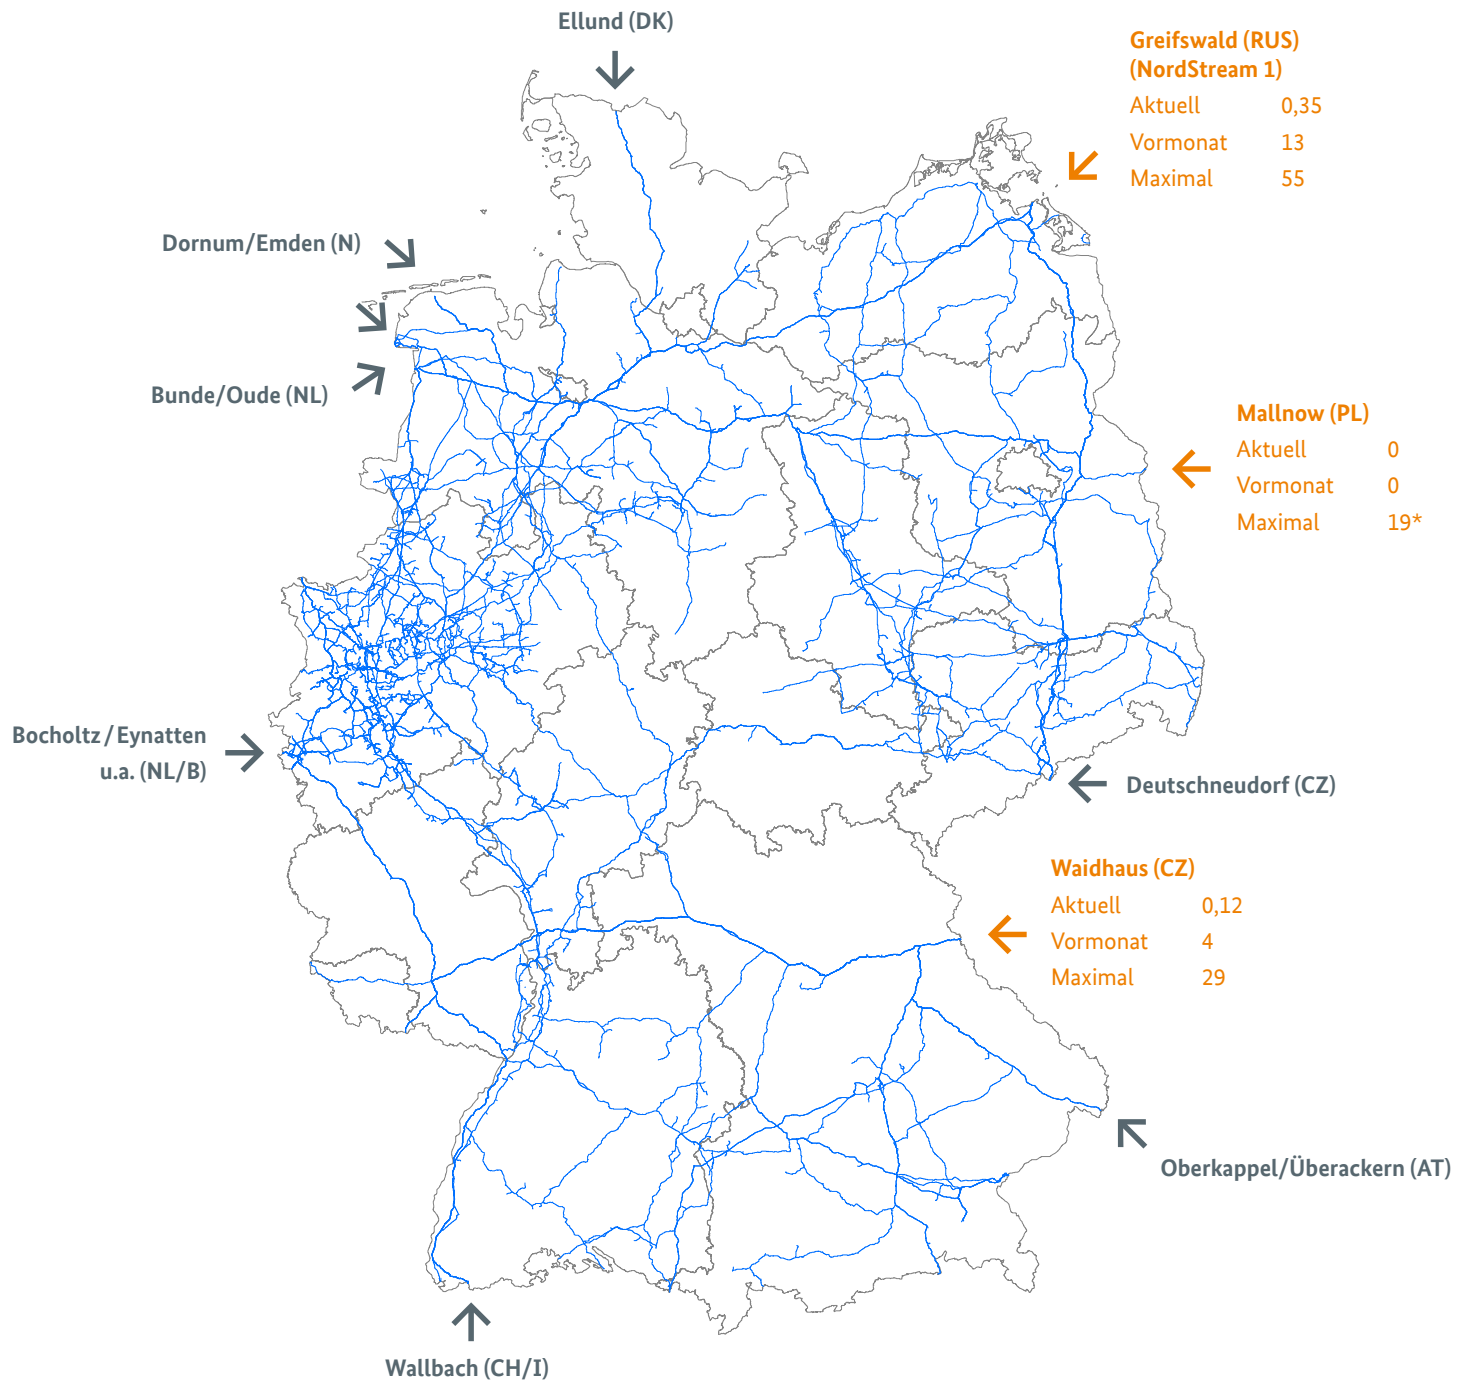 Ellund (DK)
Greifswald (RUS)
(NordStream 1)
Aktuell 0,35
Vormonat 13
Maximal 55
Dornum/Emden (N)
Bunde/Oude (NL)
Mallnow (PL)
Aktuell 0
Vormonat 0
Maximal 19*
Bocholtz / Eynatten
u.a. (NL/B)
Deutschneudorf (CZ)
Waidhaus (CZ)
Aktuell 0,12
Vormonat 4
Maximal 29
Oberkappel/Überackern (AT)
Wallbach (CH/I)